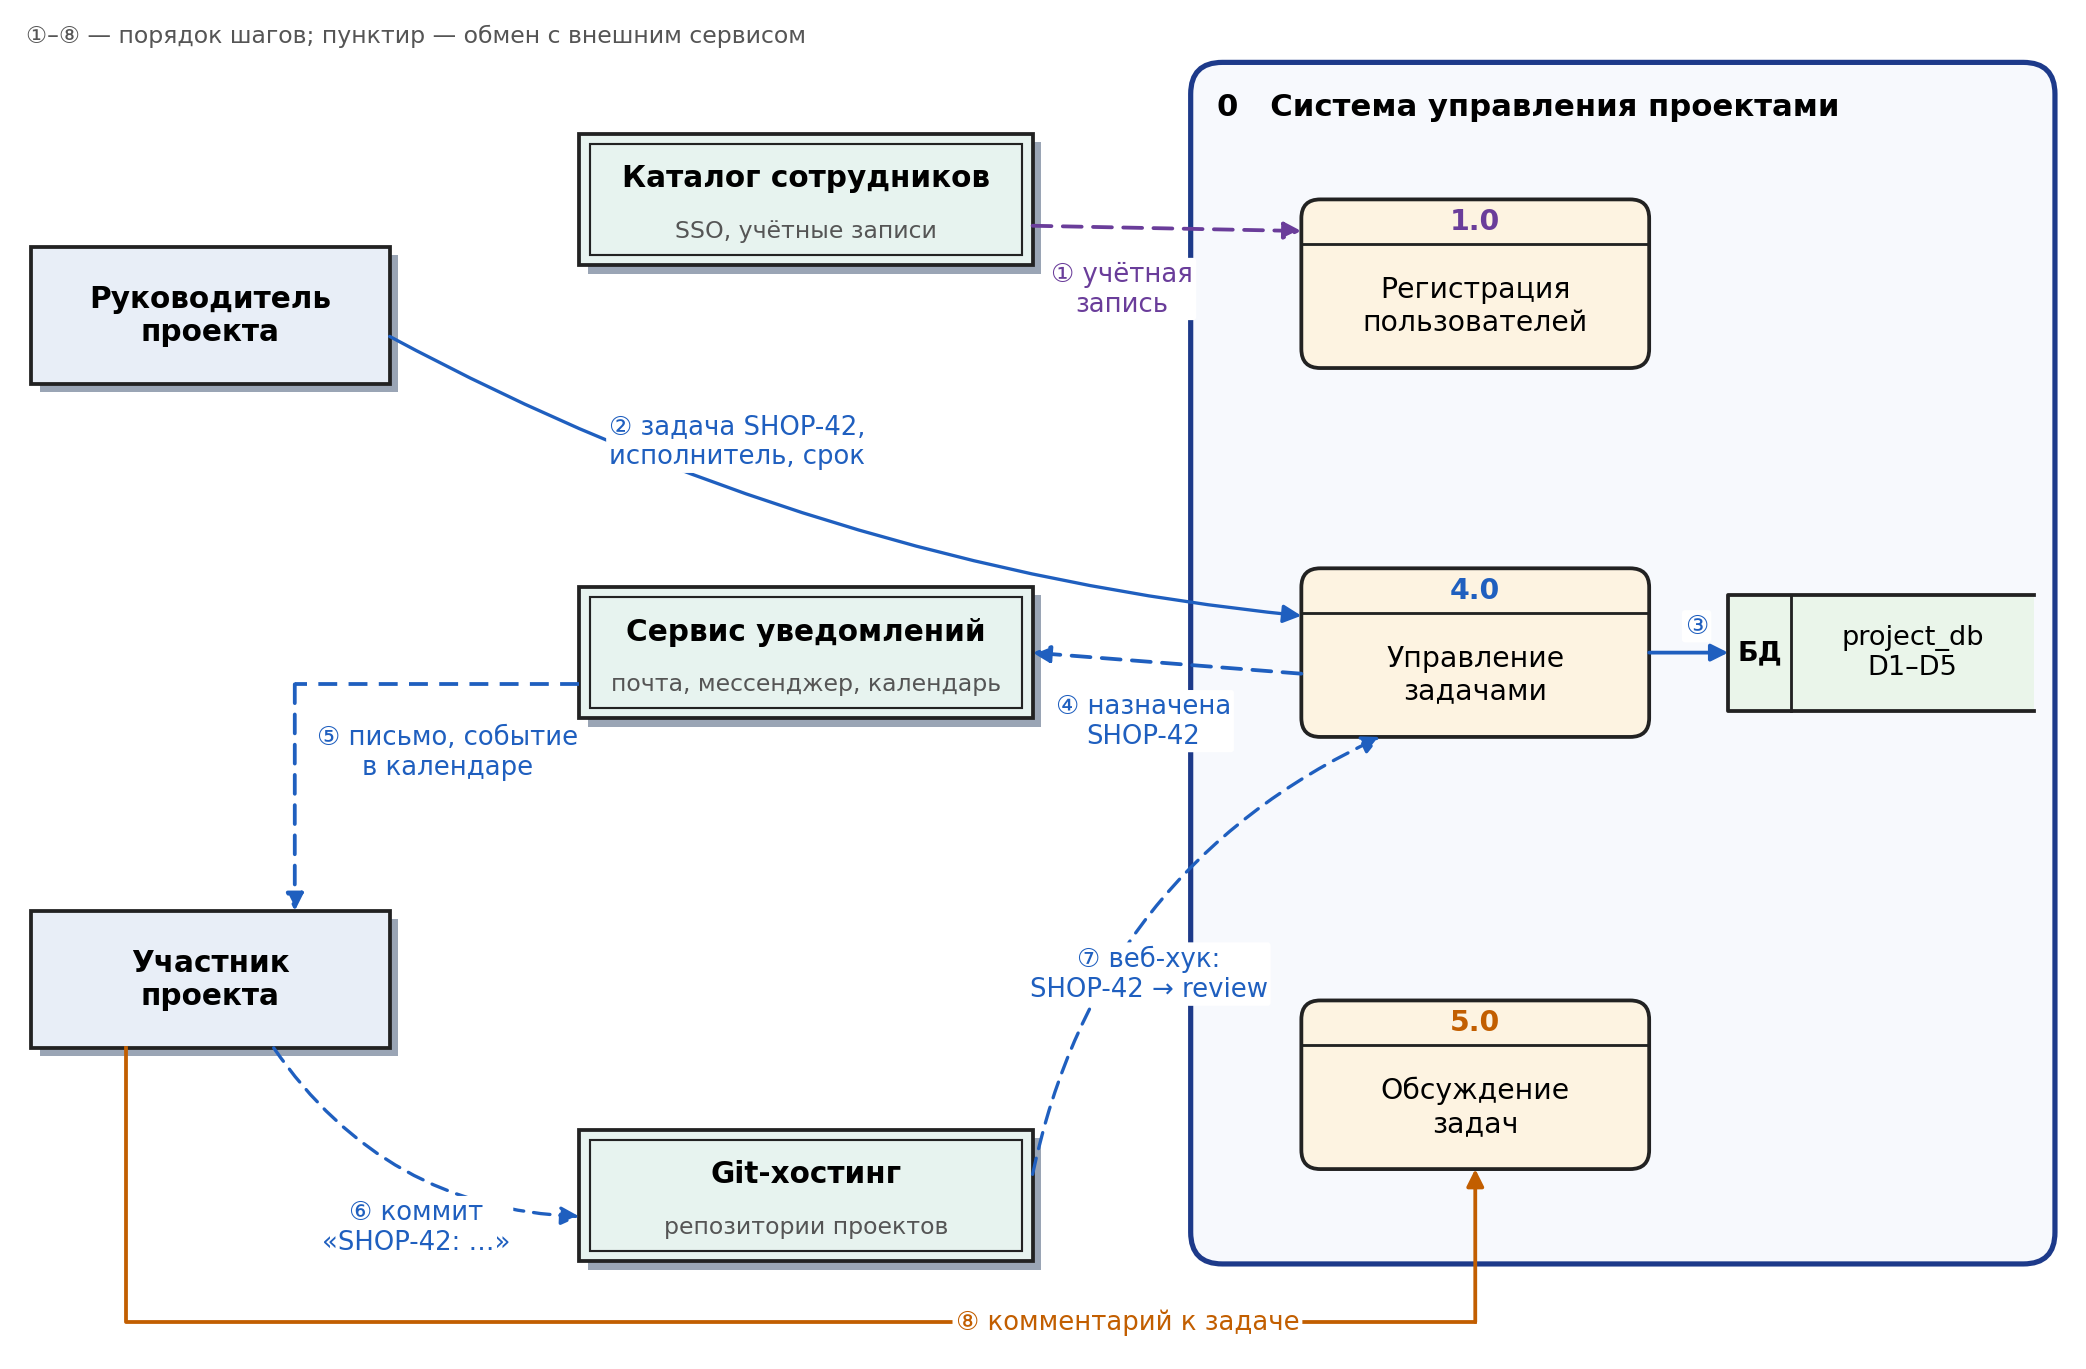 ①–⑧ — порядок шагов; пунктир — обмен с внешним сервисом
0 Система управления проектами
Каталог сотрудников
SSO, учётные записи
① учётная
запись
1.0
Регистрация
пользователей
Руководитель
проекта
② задача SHOP-42,
исполнитель, срок
Сервис уведомлений
почта, мессенджер, календарь
4.0
Управление
задачами
③
БД
project_db
D1–D5
④ назначена
SHOP-42
⑤ письмо, событие
в календаре
Участник
проекта
⑦ веб-хук:
SHOP-42 → review
5.0
Обсуждение
задач
Git-хостинг
репозитории проектов
⑥ коммит
«SHOP-42: …»
⑧ комментарий к задаче